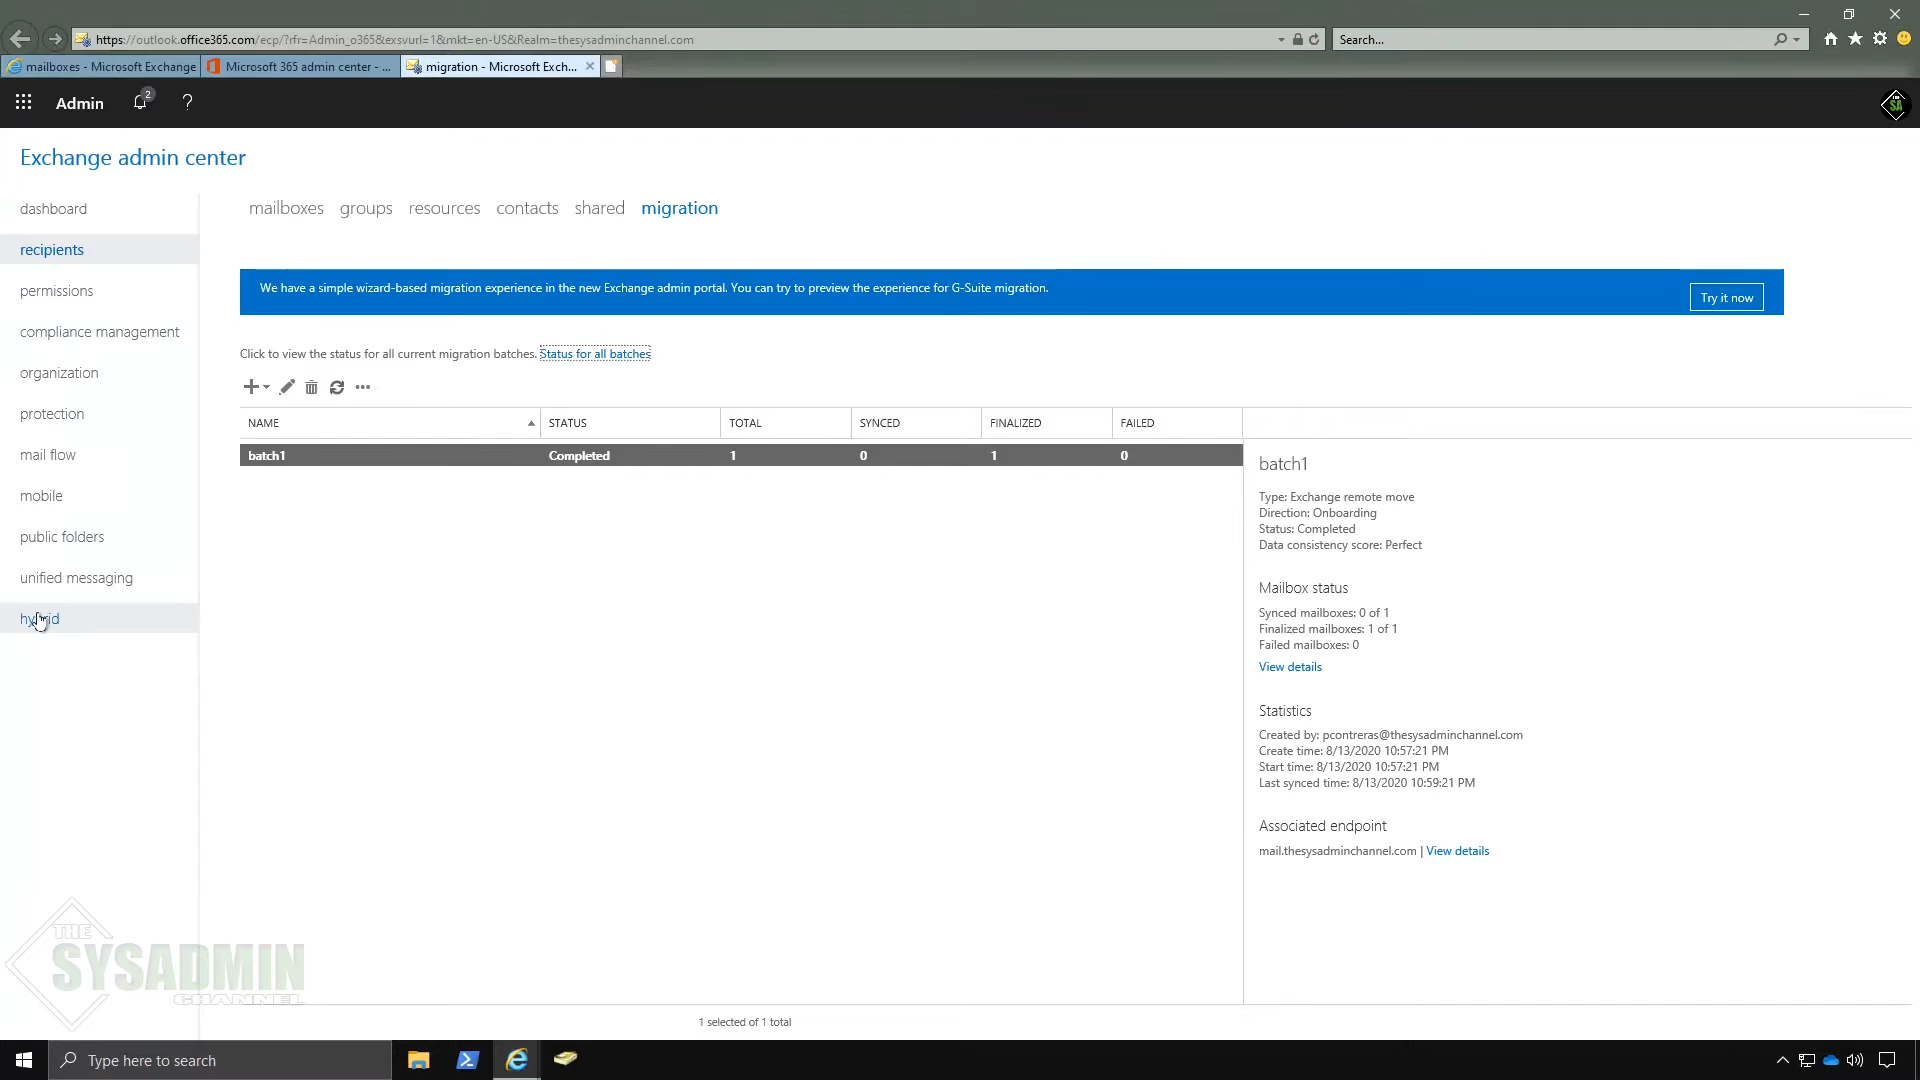 https://outlook.office365.com/ecp/?rfr=Admin_o365&exsvurl=1&mkt=en-US&Realm=thesysadminchannel.com
Search...
mailboxes - Microsoft Exchange
Microsoft 365 admin center - ...
migration - Microsoft Exch...
Admin
2
?
SA
Exchange admin center
dashboard
recipients
permissions
compliance management
organization
protection
mail flow
mobile
public folders
unified messaging
hybrid
mailboxes groups resources contacts shared migration
We have a simple wizard-based migration experience in the new Exchange admin portal. You can try to preview the experience for G-Suite migration.
Try it now
Click to view the status for all current migration batches. Status for all batches
NAME STATUS TOTAL SYNCED FINALIZED FAILED
batch1 Completed 1 0 1 0
batch1
Type: Exchange remote move
Direction: Onboarding
Status: Completed
Data consistency score: Perfect
Mailbox status
Synced mailboxes: 0 of 1
Finalized mailboxes: 1 of 1
Failed mailboxes: 0
View details
Statistics
Created by: pcontreras@thesysadminchannel.com
Create time: 8/13/2020 10:57:21 PM
Start time: 8/13/2020 10:57:21 PM
Last synced time: 8/13/2020 10:59:21 PM
Associated endpoint
mail.thesysadminchannel.com | View details
THE
SYSADMIN
CHANNEL
1 selected of 1 total
Type here to search